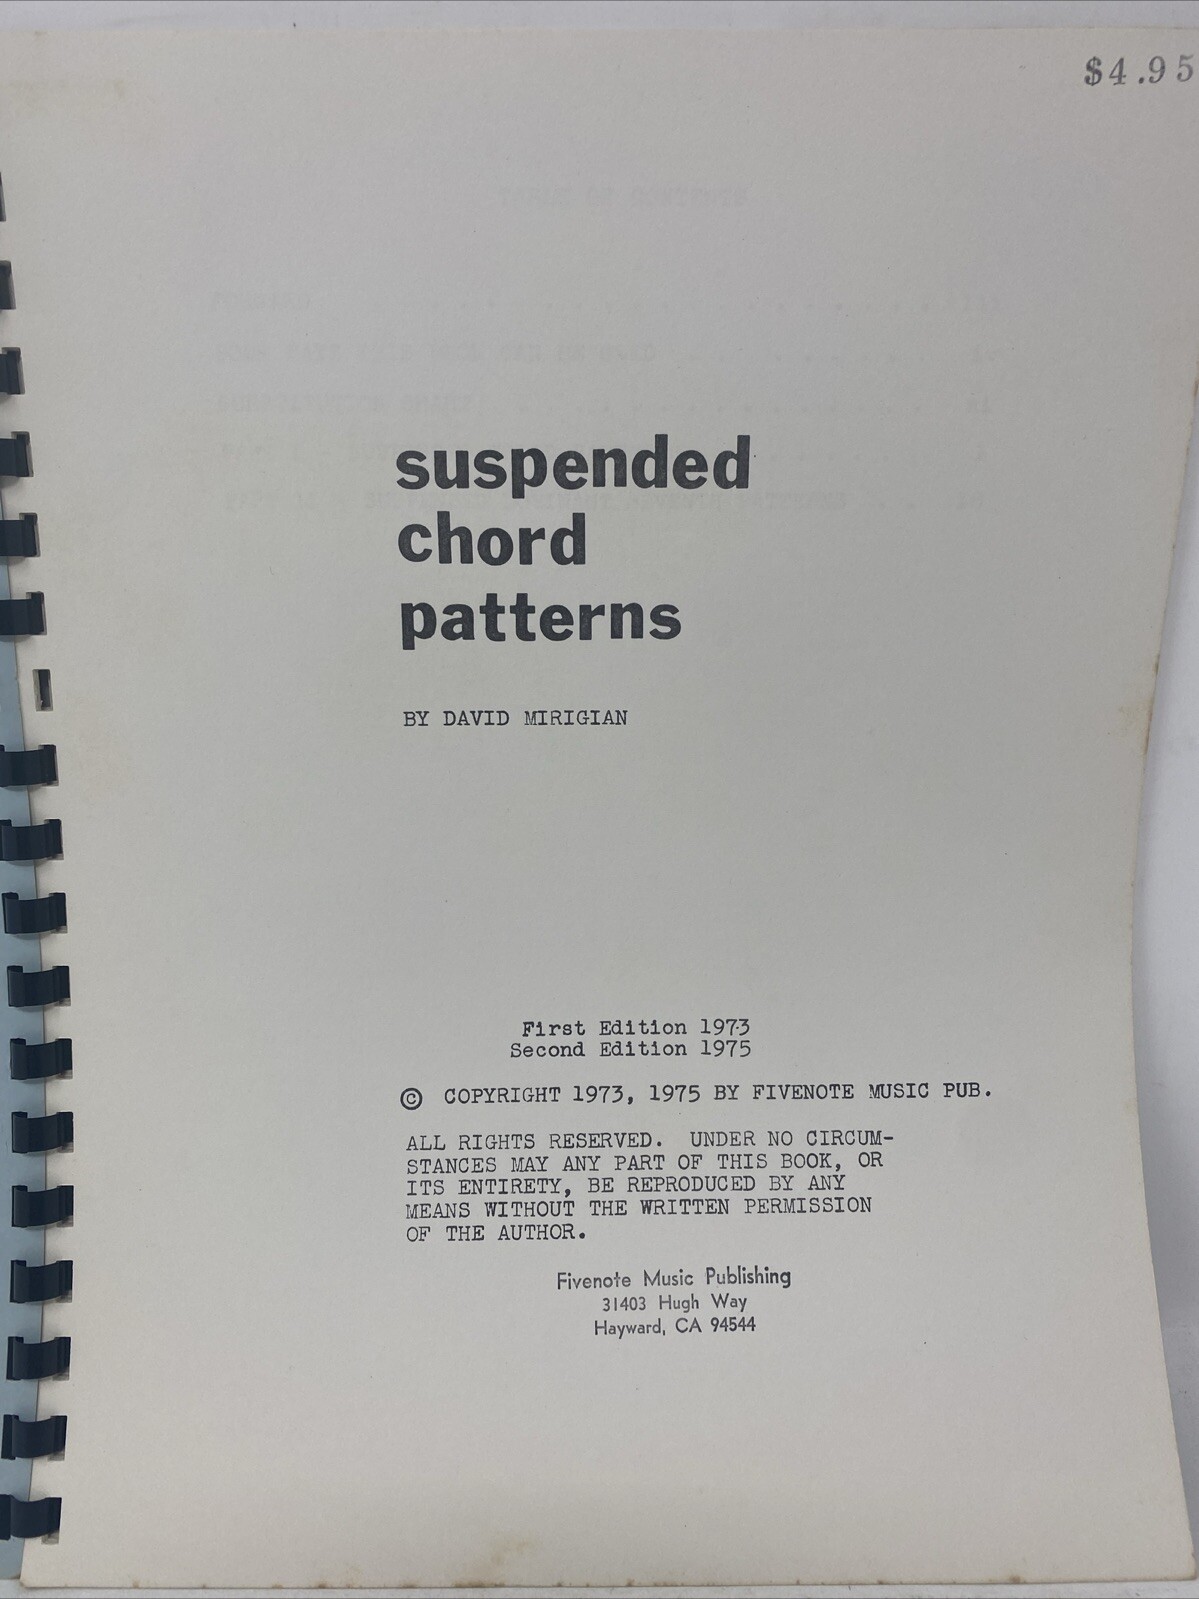 $4.95
TABLE OF CONTENTS
suspended
chord
patterns
BY DAVID MIRIGIAN
First Edition 1973
Second Edition 1975
© COPYRIGHT 1973, 1975 BY FIVENOTE MUSIC PUB.
ALL RIGHTS RESERVED. UNDER NO CIRCUM-
STANCES MAY ANY PART OF THIS BOOK, OR
ITS ENTIRETY, BE REPRODUCED BY ANY
MEANS WITHOUT THE WRITTEN PERMISSION
OF THE AUTHOR.
Fivenote Music Publishing
31403 Hugh Way
Hayward, CA 94544